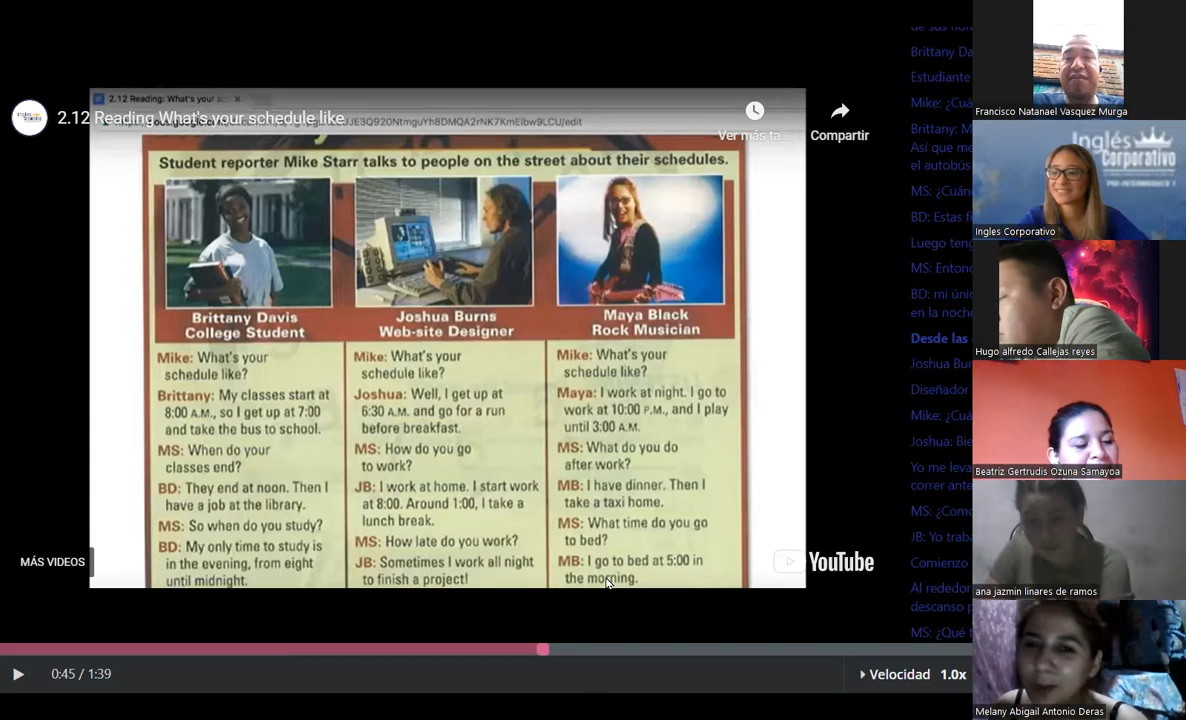 2.12 Reading: What's your
2.12 Reading What's your schedule like
Ver más ta...
Compartir
Student reporter Mike Starr talks to people on the street about their schedules.
Brittany Davis
College Student
Mike: What's your
schedule like?
Brittany: My classes start at
8:00 A.M., so I get up at 7:00
and take the bus to school.
MS: When do your
classes end?
BD: They end at noon. Then I
have a job at the library.
MS: So when do you study?
BD: My only time to study is
in the evening, from eight
until midnight.
Joshua Burns
Web-site Designer
Mike: What's your
schedule like?
Joshua: Well, I get up at
6:30 A.M. and go for a run
before breakfast.
MS: How do you go
to work?
JB: I work at home. I start work
at 8:00. Around 1:00, I take a
lunch break.
MS: How late do you work?
JB: Sometimes I work all night
to finish a project!
Maya Black
Rock Musician
Mike: What's your
schedule like?
Maya: I work at night. I go to
work at 10:00 P.M., and I play
until 3:00 A.M.
MS: What do you do
after work?
MB: I have dinner. Then I
take a taxi home.
MS: What time do you go
to bed?
MB: I go to bed at 5:00 in
the morning.
MÁS VIDEOS
YouTube
0:45 / 1:39
Velocidad 1.0x
Brittany Da
Estudiante
Mike: ¿Cuá
Brittany: M
Así que me
el autobús
MS: ¿Cuán
BD: Estas fi
Luego teng
MS: Entonc
BD: mi únic
en la noch
Desde las
Joshua Bur
Diseñador
Mike: ¿Cuá
Joshua: Bie
Yo me leva
correr ante
MS: ¿Como
JB: Yo trab
Comienzo
Al rededor
descanso p
MS: ¿Qué t
Francisco Natanael Vasquez Murga
Inglés
Corporativo
PRE-INTERMEDIATE 1
Ingles Corporativo
Hugo alfredo Callejas reyes
Beatriz Gertrudis Ozuna Samayoa
ana jazmin linares de ramos
Melany Abigail Antonio Deras